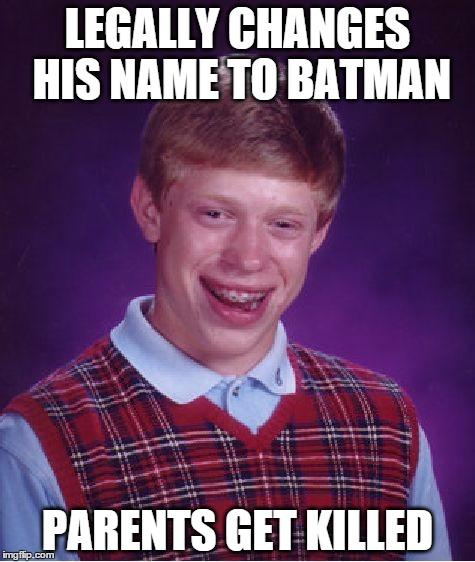 LEGALLY CHANGES
HIS NAME TO BATMAN
PARENTS GET KILLED
imgflip.com